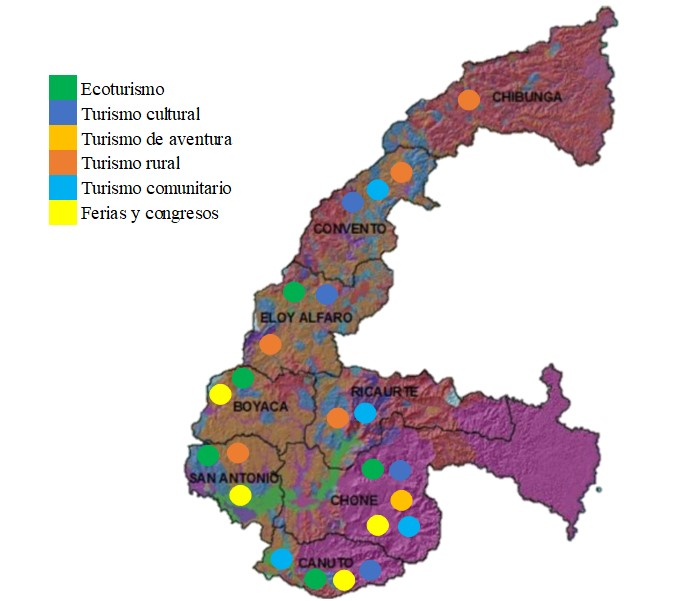 Ecoturismo
Turismo cultural
Turismo de aventura
Turismo rural
Turismo comunitario
Ferias y congresos
CHIBUNGA
CONVENTO
ELOY ALFARO
RICAURTE
BOYACA
SAN ANTONIO
CHONE
CANUTO